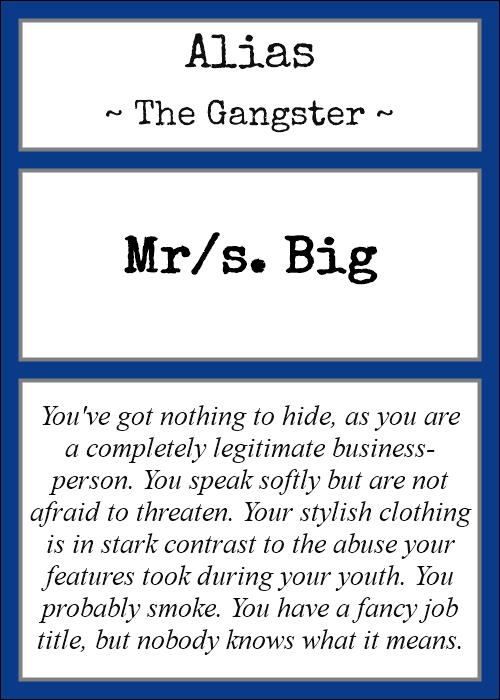 Alias
~ The Gangster ~
Mr/s. Big
You've got nothing to hide, as you are
a completely legitimate business-
person. You speak softly but are not
afraid to threaten. Your stylish clothing
is in stark contrast to the abuse your
features took during your youth. You
probably smoke. You have a fancy job
title, but nobody knows what it means.